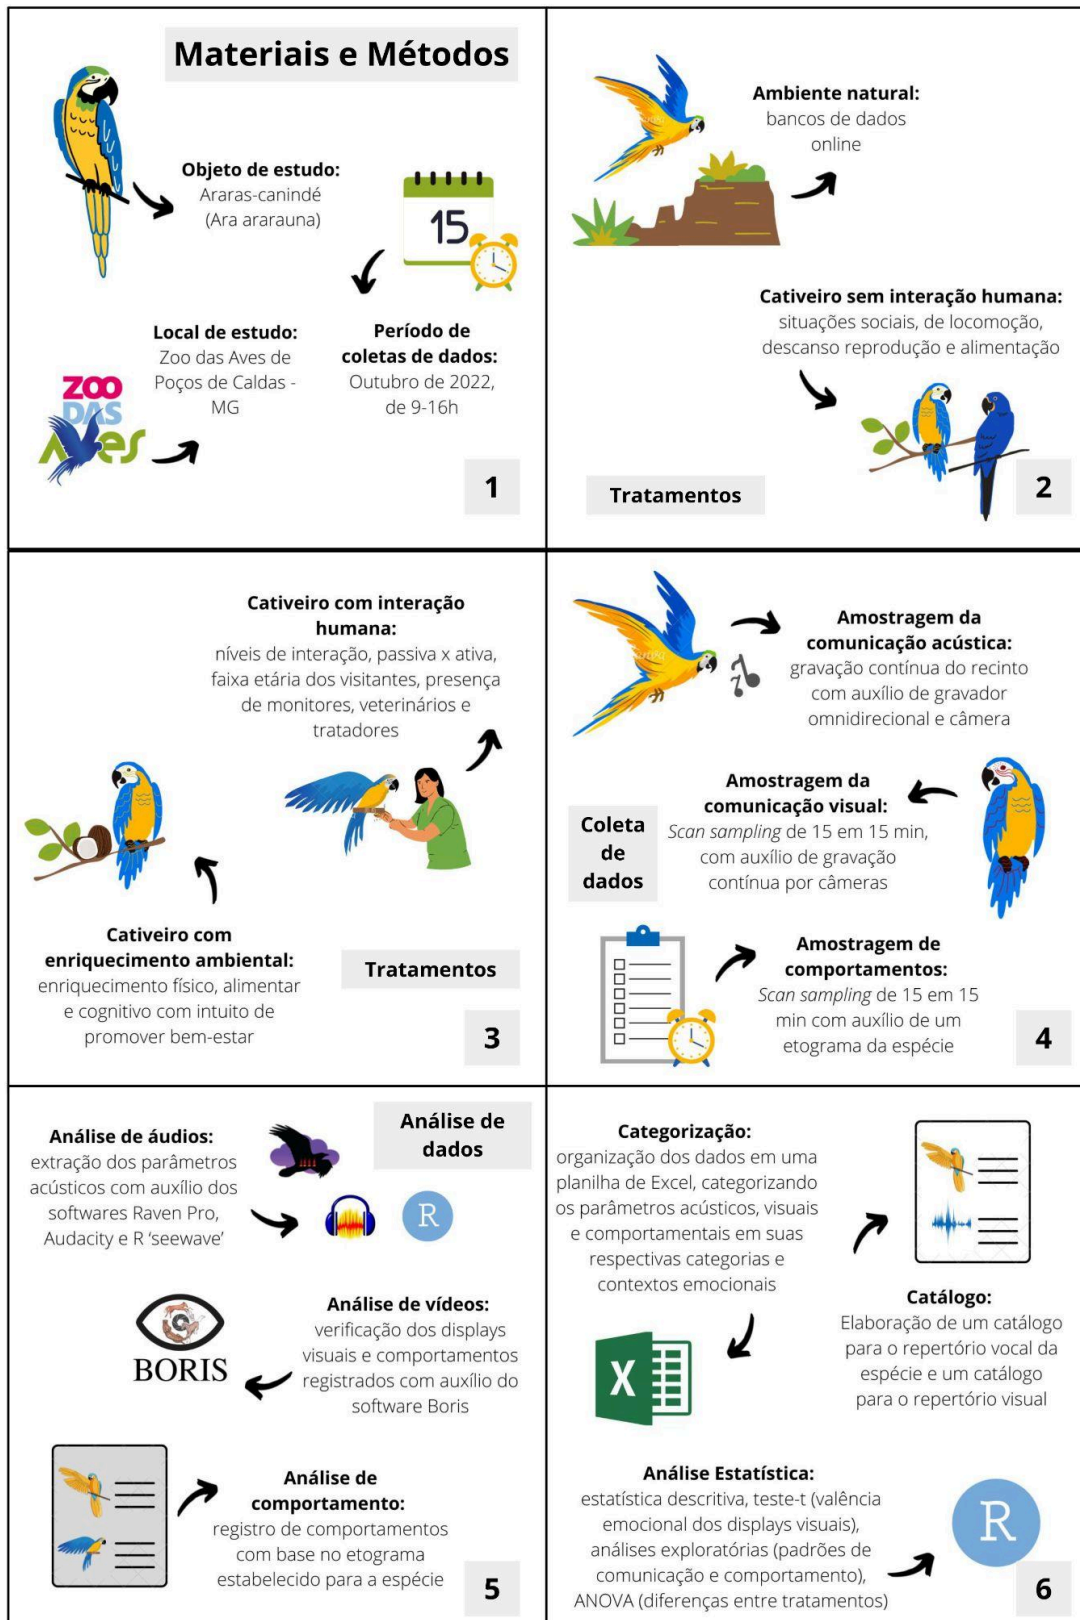 Materiais e Métodos
Objeto de estudo:
Araras-canindé
(Ara ararauna)
15
Local de estudo:
Zoo das Aves de
Poços de Caldas -
MG
Período de
coletas de dados:
Outubro de 2022,
de 9-16h
ZOO
DAS
AVes
1
Ambiente natural:
bancos de dados
online
Cativeiro sem interação humana:
situações sociais, de locomoção,
descanso reprodução e alimentação
Tratamentos
2
Cativeiro com interação
humana:
níveis de interação, passiva x ativa,
faixa etária dos visitantes, presença
de monitores, veterinários e
tratadores
Cativeiro com
enriquecimento ambiental:
enriquecimento físico, alimentar
e cognitivo com intuito de
promover bem-estar
Tratamentos
3
Amostragem da
comunicação acústica:
gravação contínua do recinto
com auxílio de gravador
omnidirecional e câmera
Amostragem da
comunicação visual:
Scan sampling de 15 em 15 min,
com auxílio de gravação
contínua por câmeras
Coleta
de
dados
Amostragem de
comportamentos:
Scan sampling de 15 em 15
min com auxílio de um
etograma da espécie
4
Análise de
dados
Análise de áudios:
extração dos parâmetros
acústicos com auxílio dos
softwares Raven Pro,
Audacity e R ‘seewave’
R
Análise de vídeos:
verificação dos displays
visuais e comportamentos
registrados com auxílio do
software Boris
BORIS
Análise de
comportamento:
registro de comportamentos
com base no etograma
estabelecido para a espécie
5
Categorização:
organização dos dados em uma
planilha de Excel, categorizando
os parâmetros acústicos, visuais
e comportamentais em suas
respectivas categorias e
contextos emocionais
X
Catálogo:
Elaboração de um catálogo
para o repertório vocal da
espécie e um catálogo
para o repertório visual
Análise Estatística:
estatística descritiva, teste-t (valência
emocional dos displays visuais),
análises exploratórias (padrões de
comunicação e comportamento),
ANOVA (diferenças entre tratamentos)
R
6